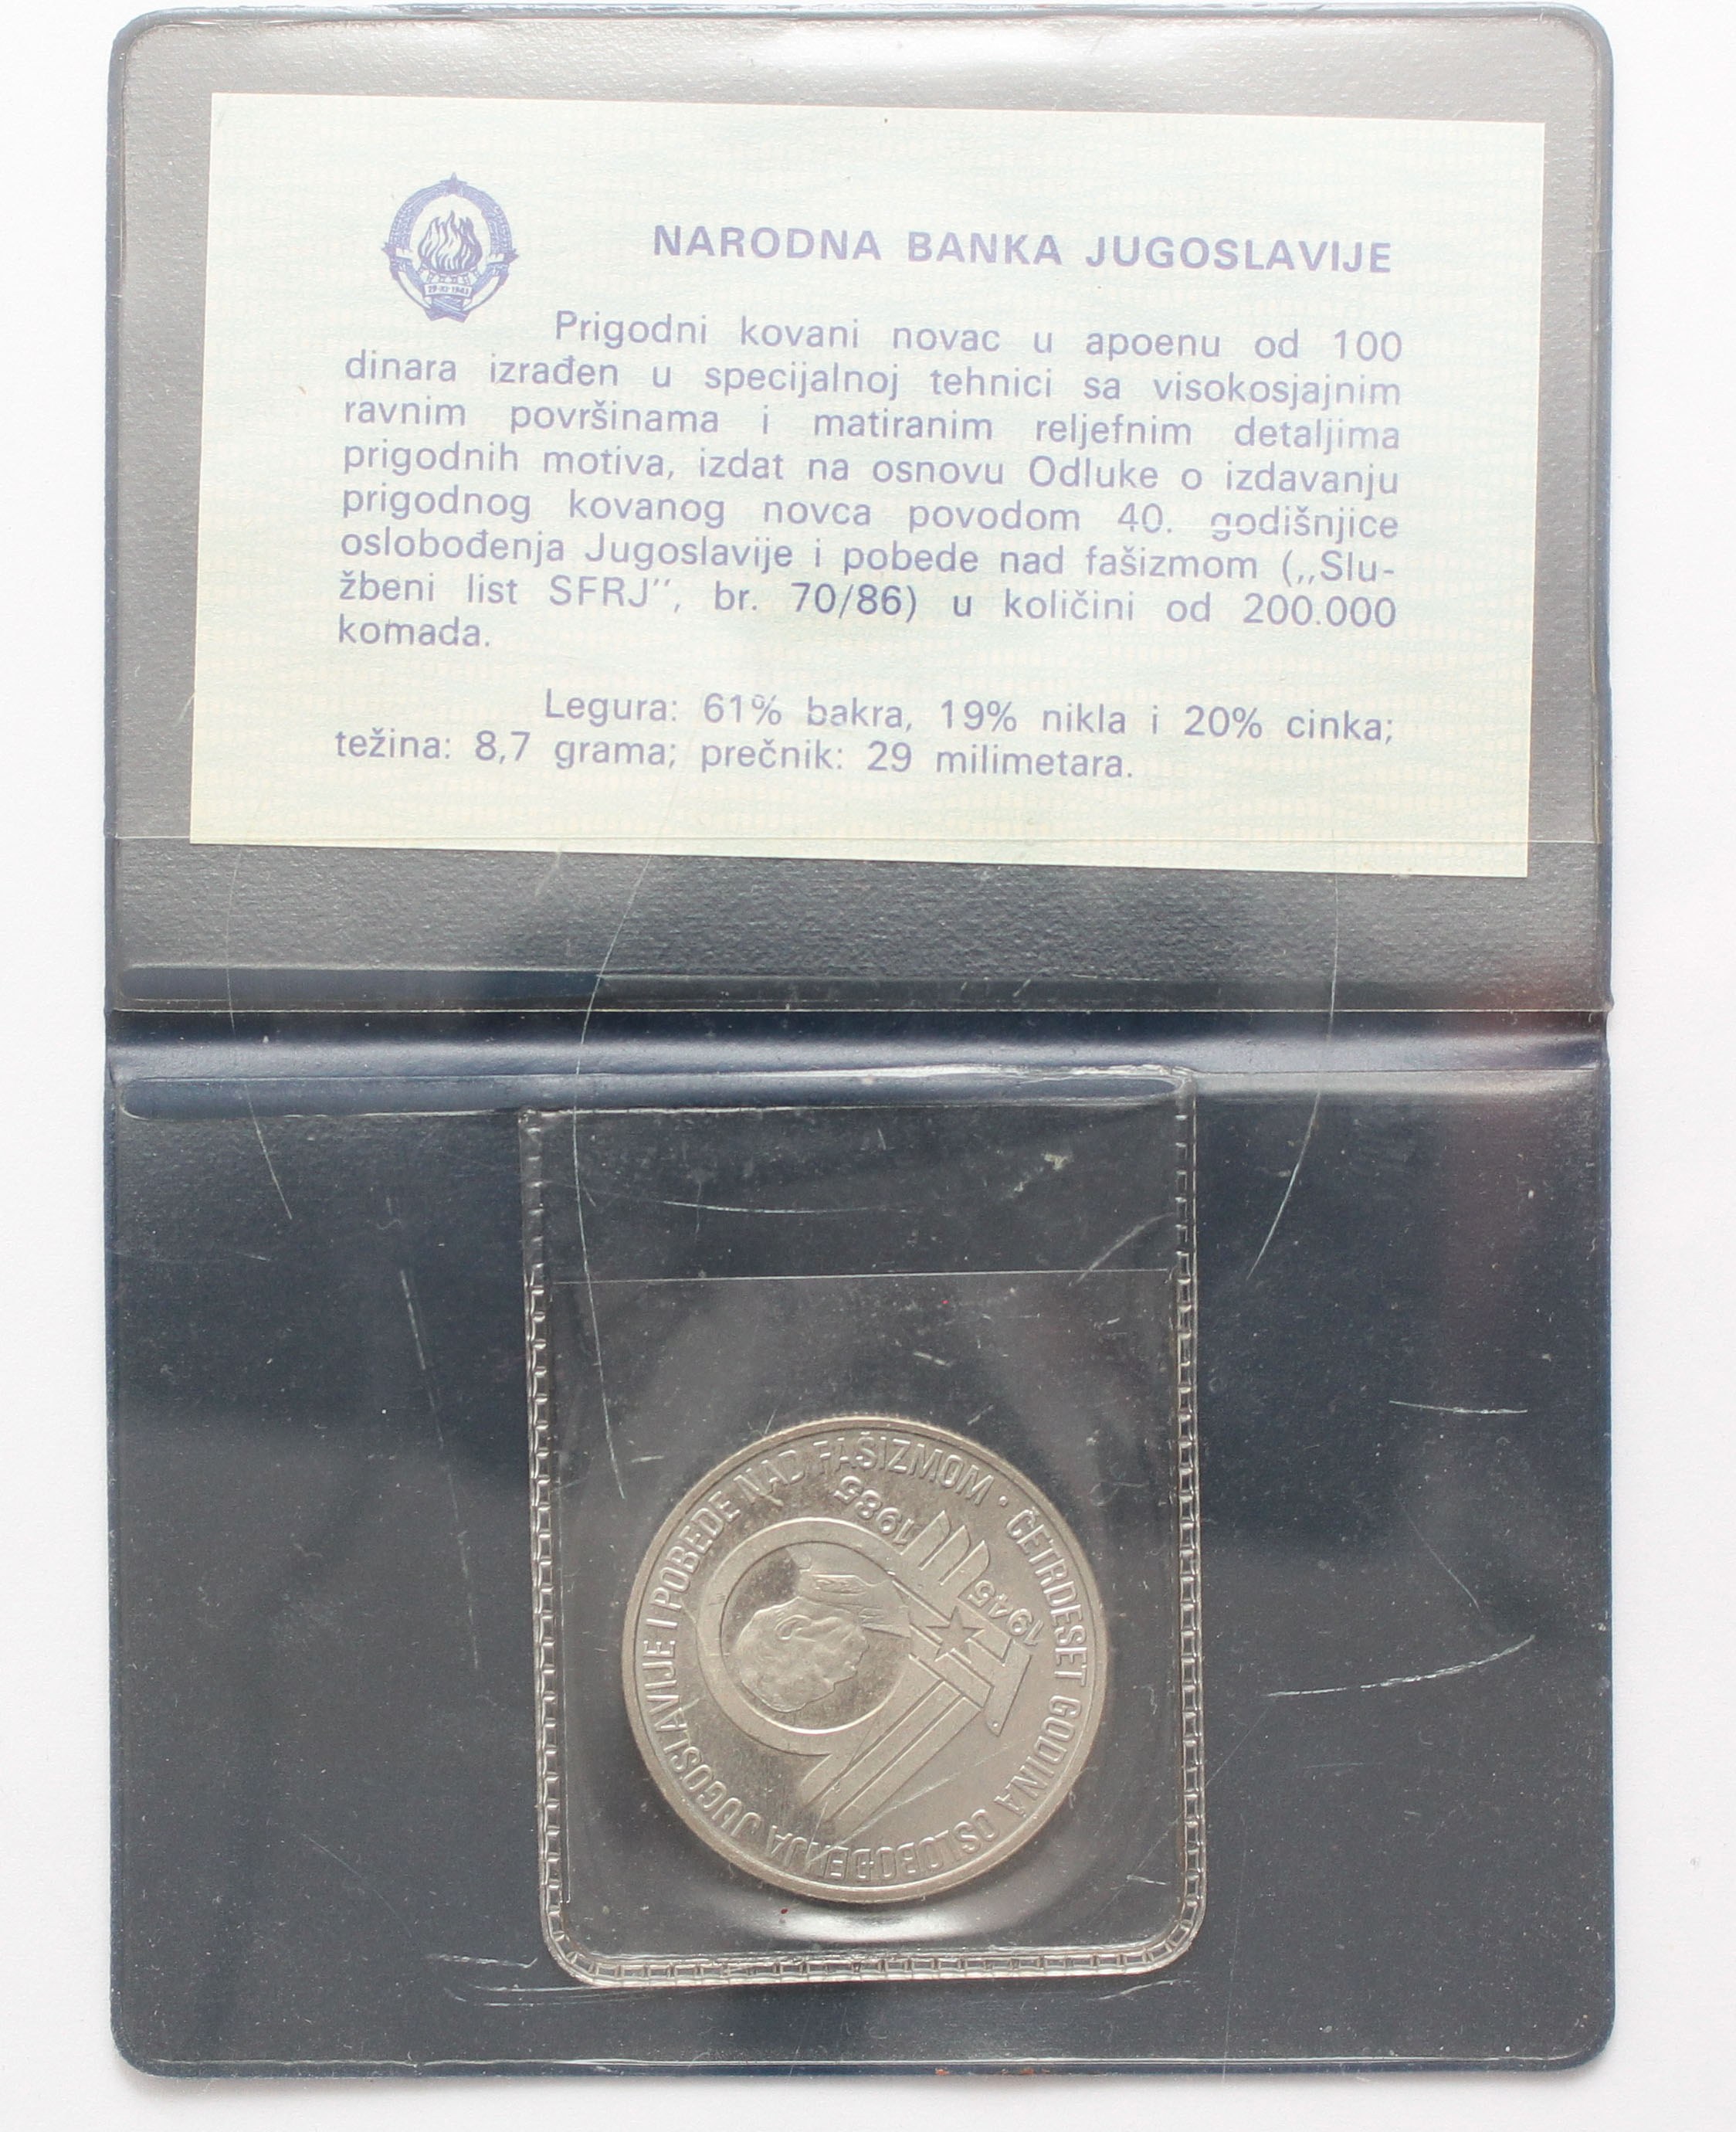 NARODNA BANKA JUGOSLAVIJE
29·XI·1943
Prigodni kovani novac u apoenu od 100
dinara izrađen u specijalnoj tehnici sa visokosjajnim
ravnim površinama i matiranim reljefnim detaljima
prigodnih motiva, izdat na osnovu Odluke o izdavanju
prigodnog kovanog novca povodom 40. godišnjice
oslobođenja Jugoslavije i pobede nad fašizmom („Slu-
žbeni list SFRJ”, br. 70/86) u količini od 200.000
komada.
Legura: 61% bakra, 19% nikla i 20% cinka;
težina: 8,7 grama; prečnik: 29 milimetara.
ČETRDESET GODINA OSLOBOĐENJA JUGOSLAVIJE I POBEDE NAD FAŠIZMOM ·
1945
1985